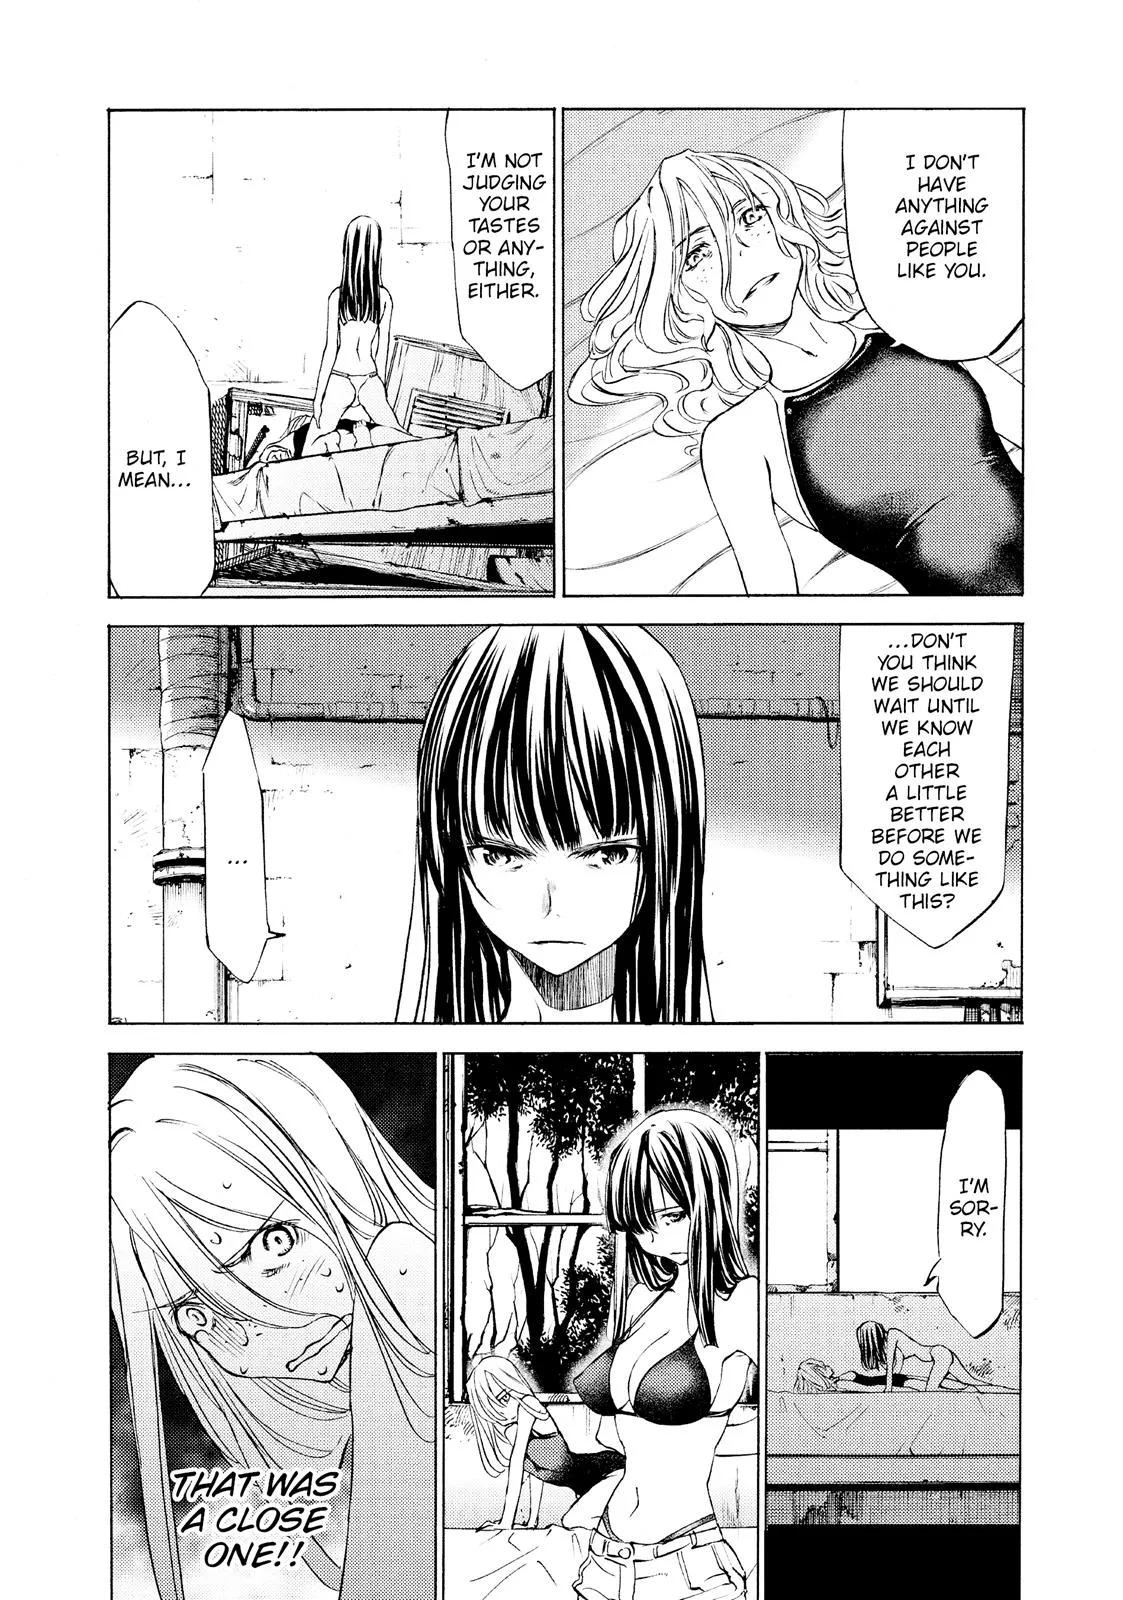 I DON'T
HAVE
ANYTHING
AGAINST
PEOPLE
LIKE YOU.
I'M NOT
JUDGING
YOUR
TASTES
OR ANY-
THING,
EITHER.
BUT, I
MEAN...
...DON'T
YOU THINK
WE SHOULD
WAIT UNTIL
WE KNOW
EACH
OTHER
A LITTLE
BETTER
BEFORE WE
DO SOME-
THING LIKE
THIS?
...
I'M
SOR-
RY.
THAT WAS
A CLOSE
ONE!!